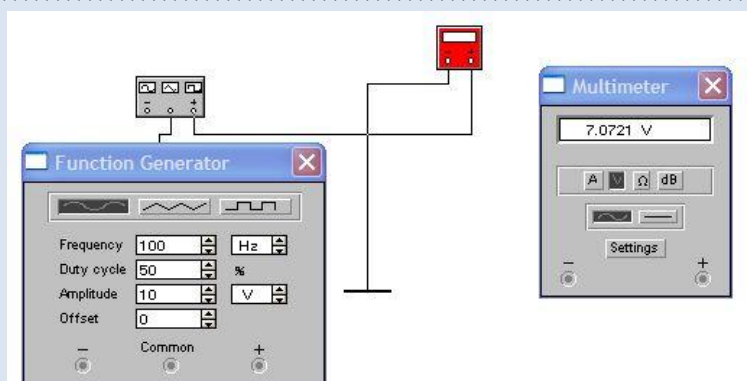 - +
- +
Multimeter
7.0721 V
A V Ω dB
Settings
- +
Function Generator
Frequency 100 Hz
Duty cycle 50 %
Amplitude 10 V
Offset 0
- Common +